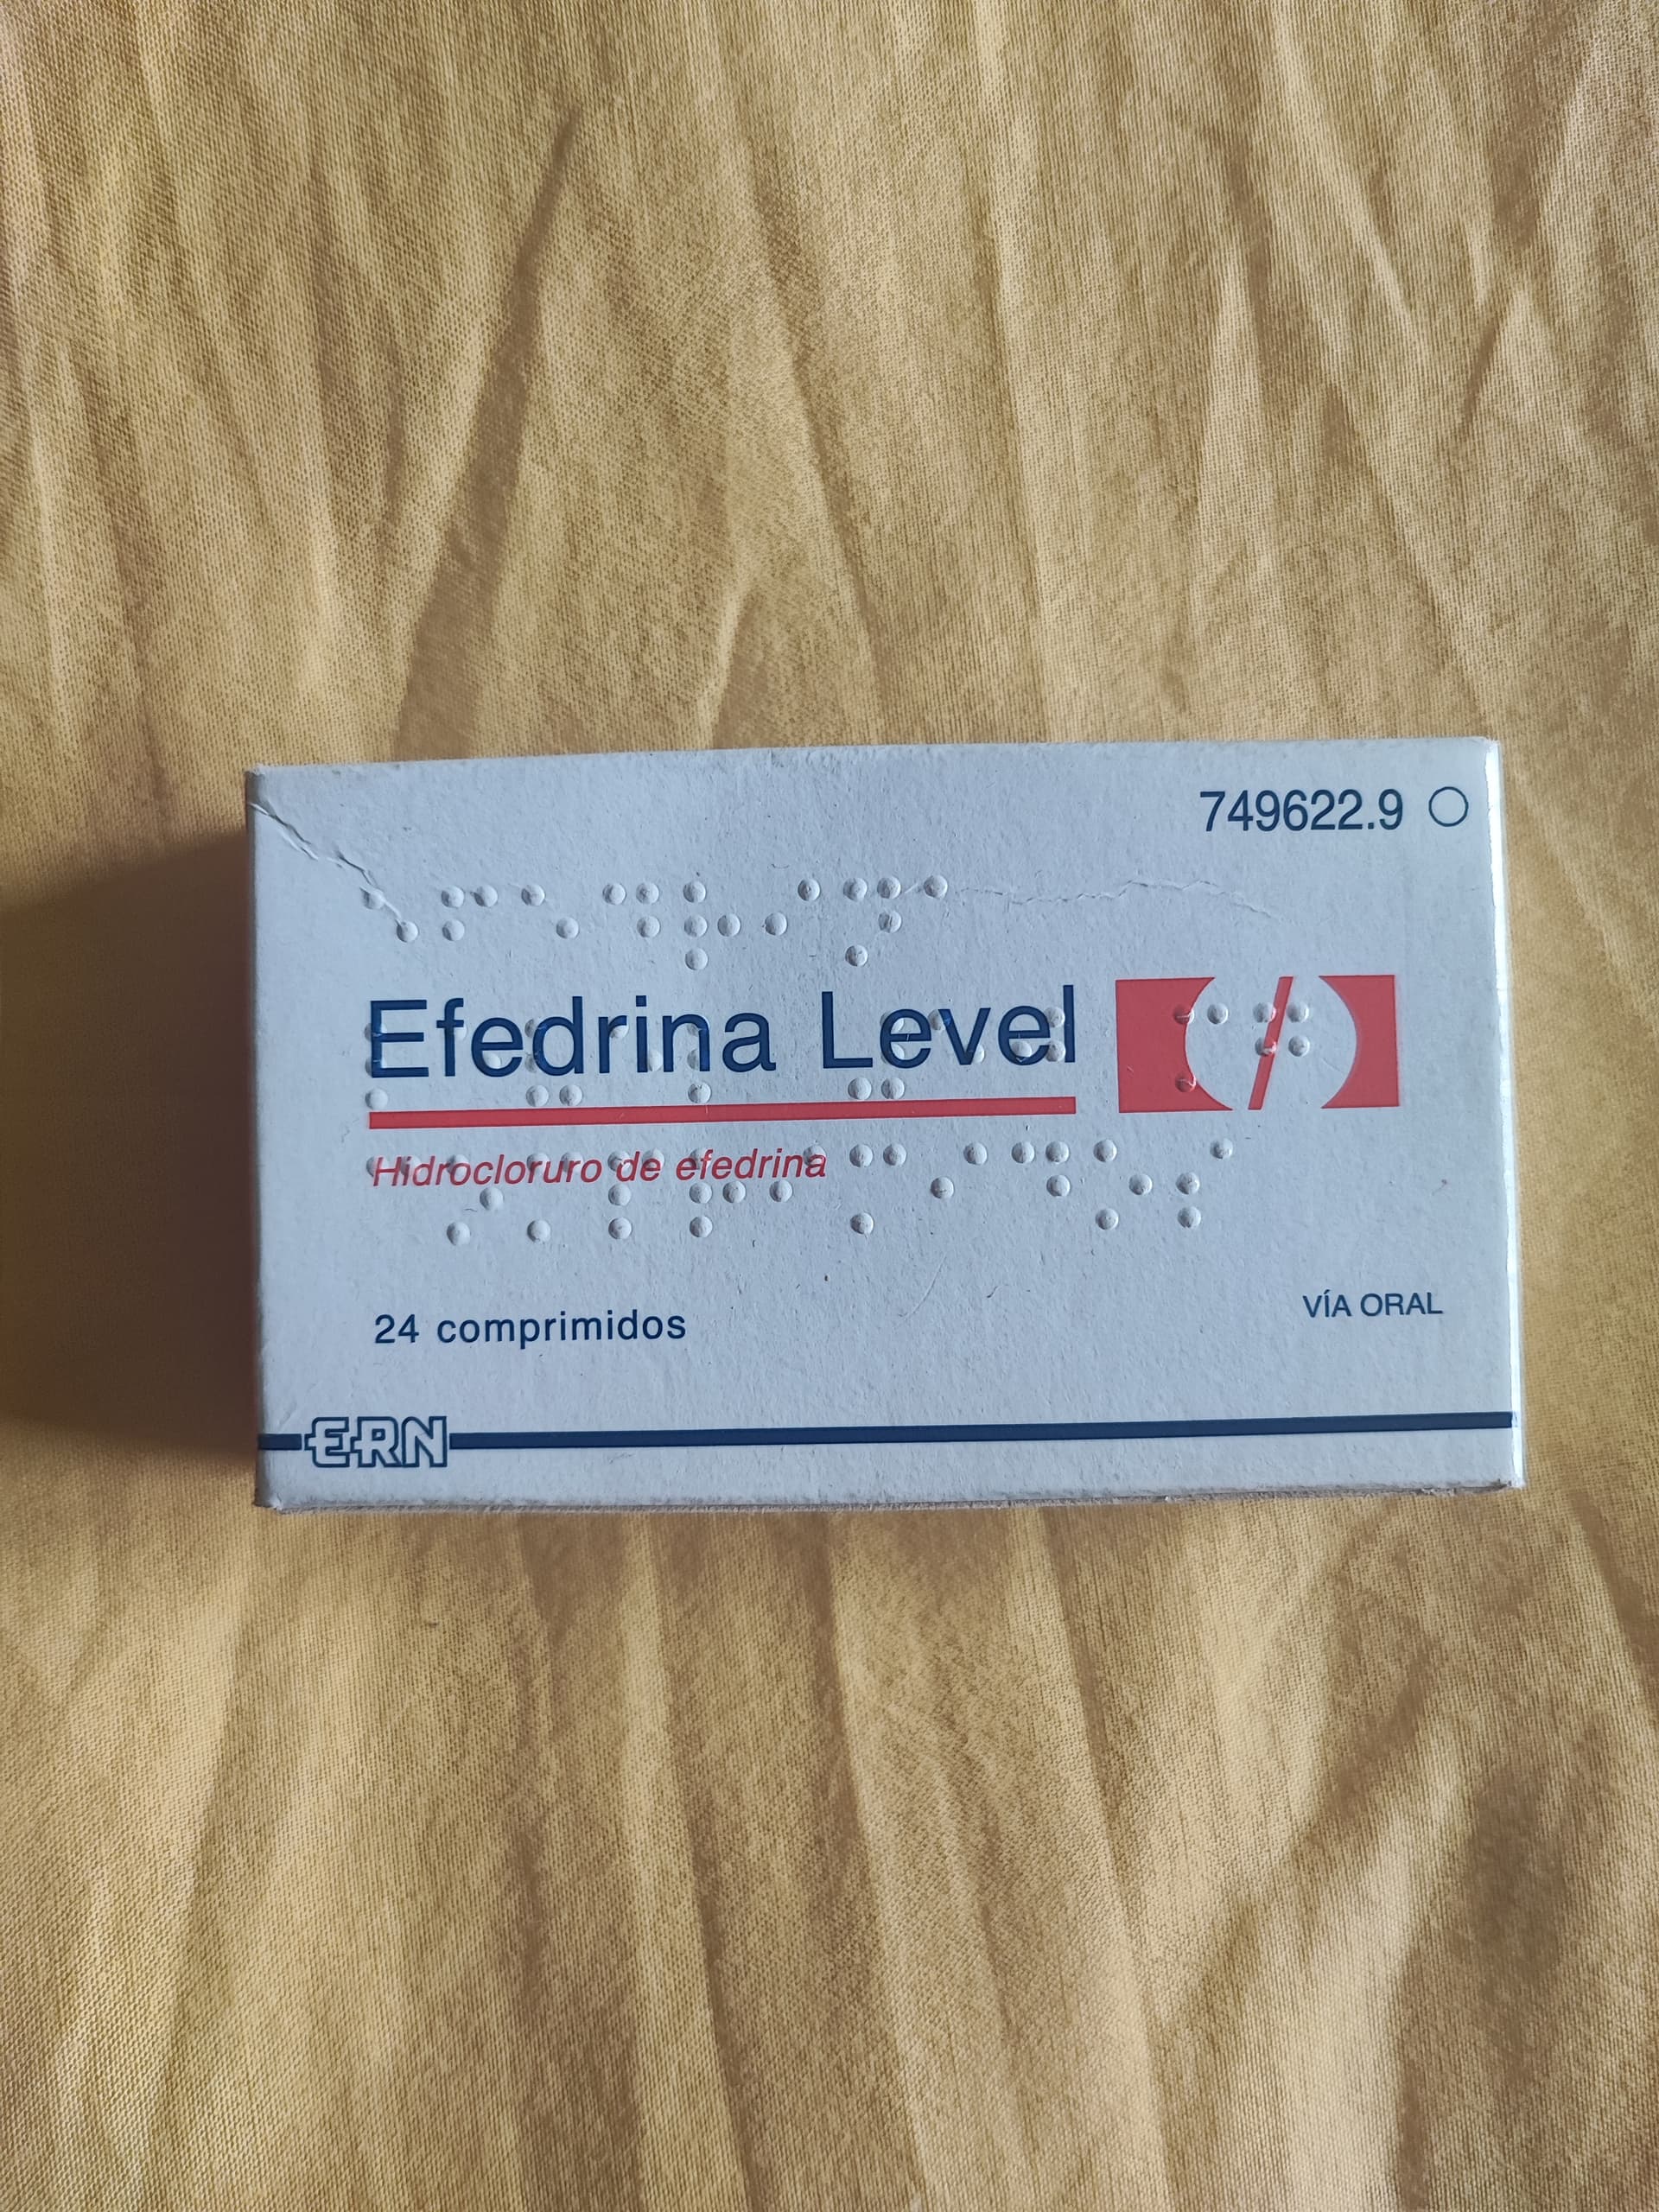 749622.9
Efedrina Level
Hidrocloruro de efedrina
24 comprimidos
VÍA ORAL
ERN